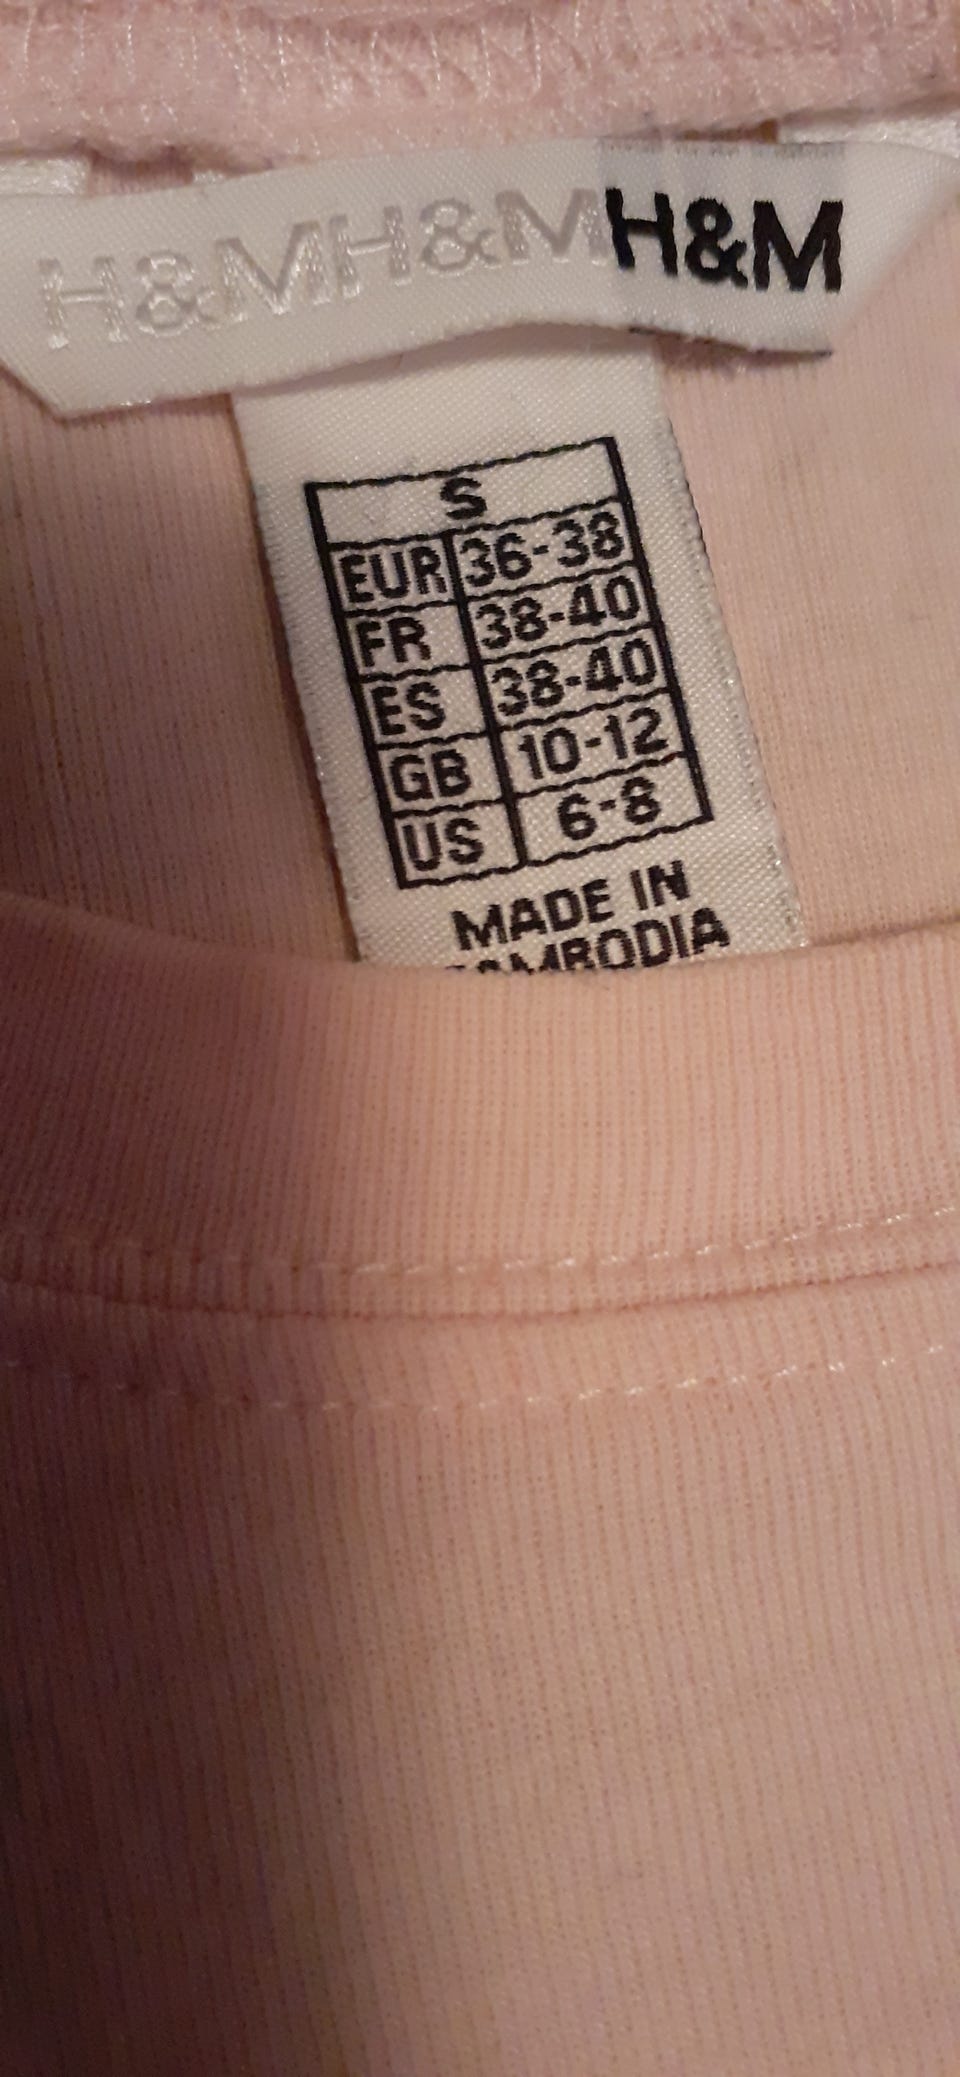 H&MH&MH&M
S
EUR 36-38
FR 38-40
ES 38-40
GB 10-12
US 6-8
MADE IN
CAMBODIA